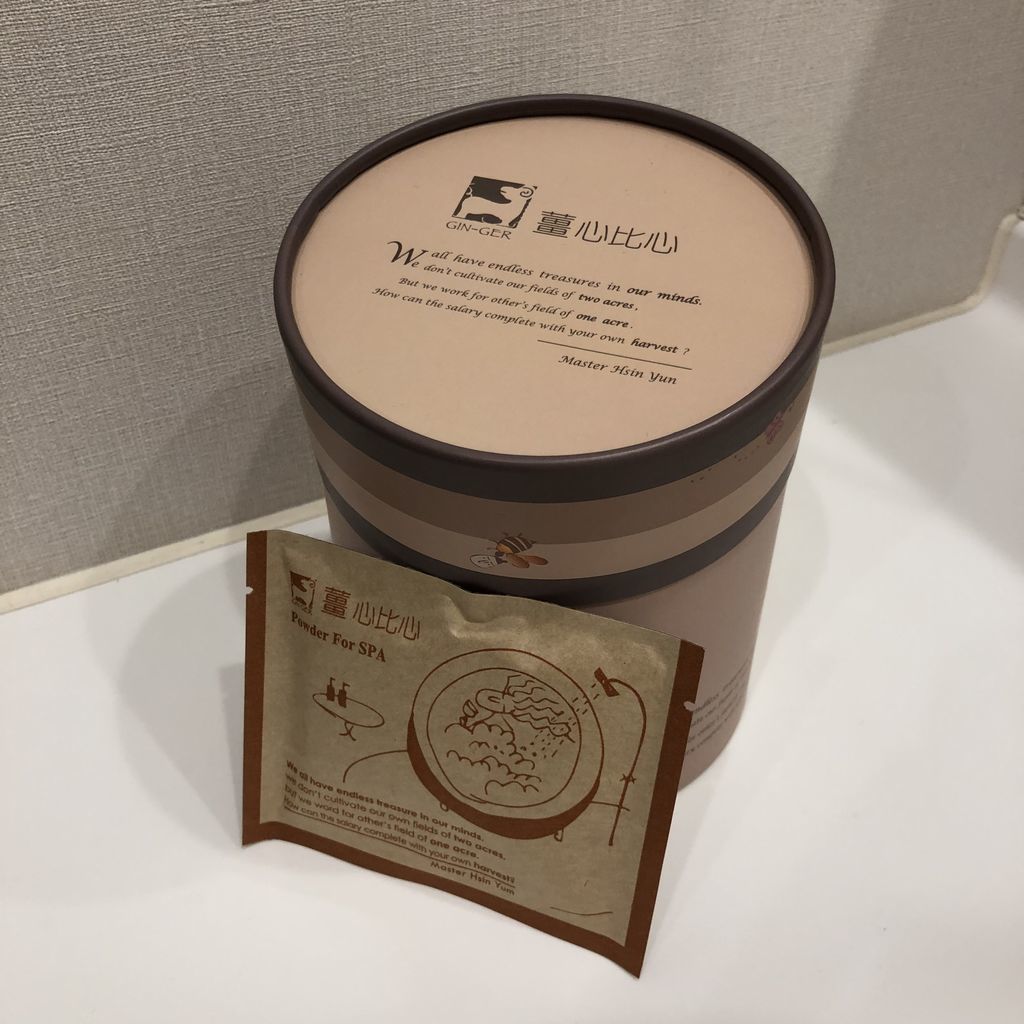 GIN-GER
薑心比心
We all have endless treasures in our minds.
We don't cultivate our fields of two acres,
But we work for other's field of one acre.
How can the salary complete with your own harvest ?
Master Hsin Yun
薑心比心
Powder For SPA
We all have endless treasure in our minds.
we don't cultivate our own fields of two acres,
but we word for other's field of one acre.
How can the salary complete with your own harvest?
Master Hsin Yum